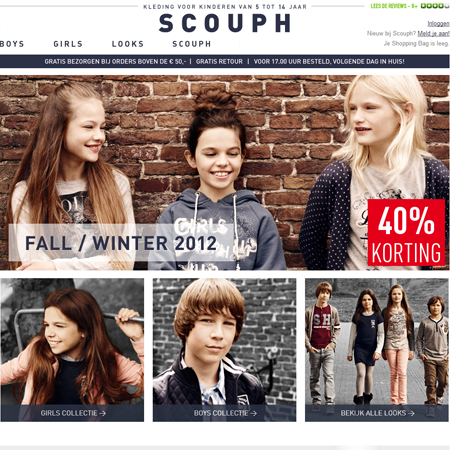 KLEDING VOOR KINDEREN VAN 5 TOT 14 JAAR
SCOUPH
LEES DE REVIEWS - 9+
Inloggen
Nieuw bij Scouph? Meld je aan!
Je Shopping Bag is leeg.
BOYS GIRLS LOOKS SCOUPH
GRATIS BEZORGEN BIJ ORDERS BOVEN DE € 50,- | GRATIS RETOUR | VOOR 17.00 UUR BESTELD, VOLGENDE DAG IN HUIS!
GIRLS
FALL / WINTER 2012
40%
KORTING
GIRLS COLLECTIE →
BOYS COLLECTIE →
BEKIJK ALLE LOOKS →